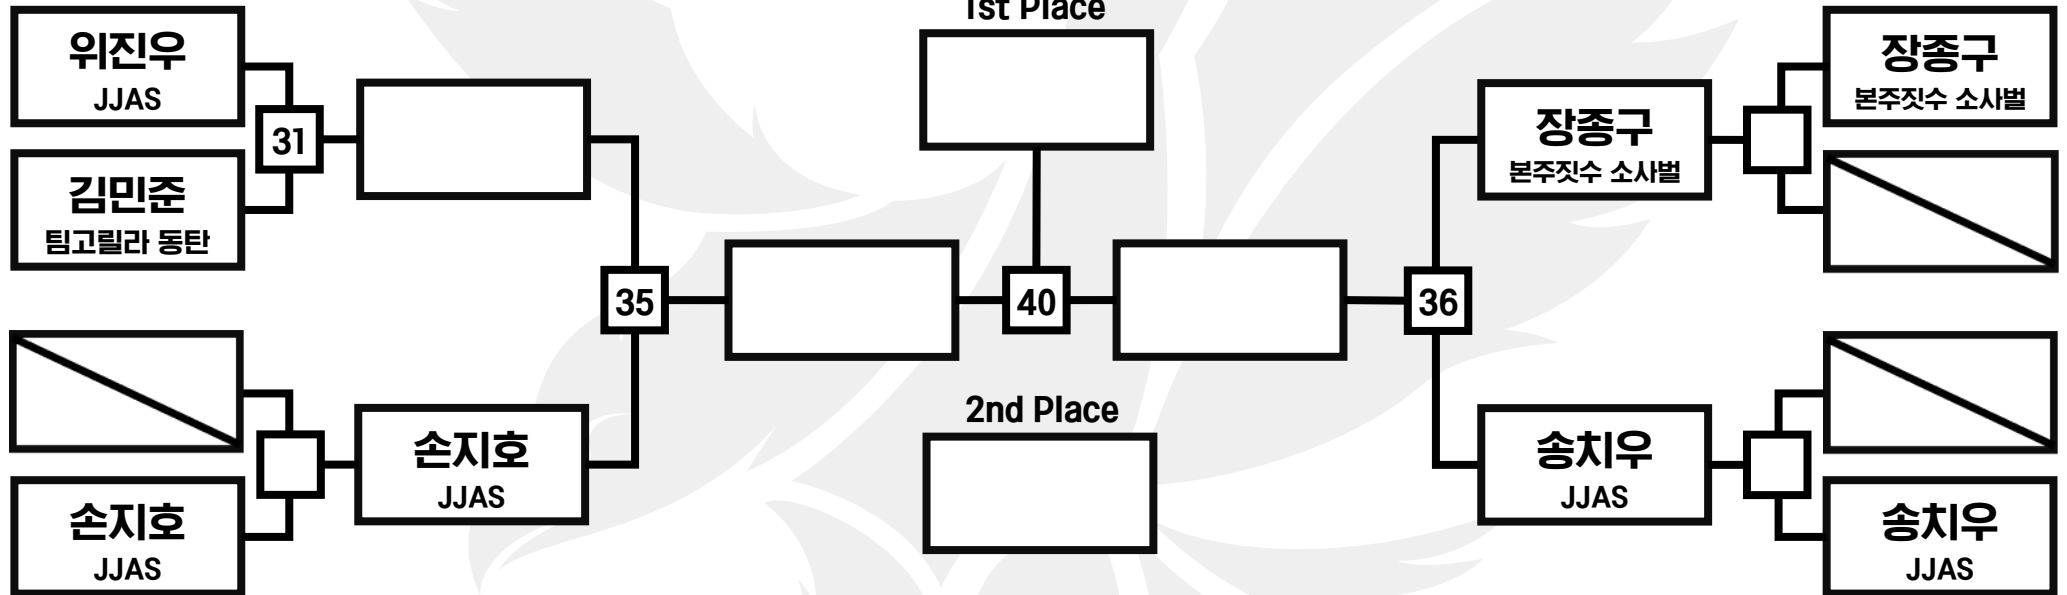 1st Place
위진우
JJAS
31
김민준
팀고릴라 동탄
35
손지호
JJAS
손지호
JJAS
40
2nd Place
36
장종구
본주짓수 소사벌
장종구
본주짓수 소사벌
송치우
JJAS
송치우
JJAS